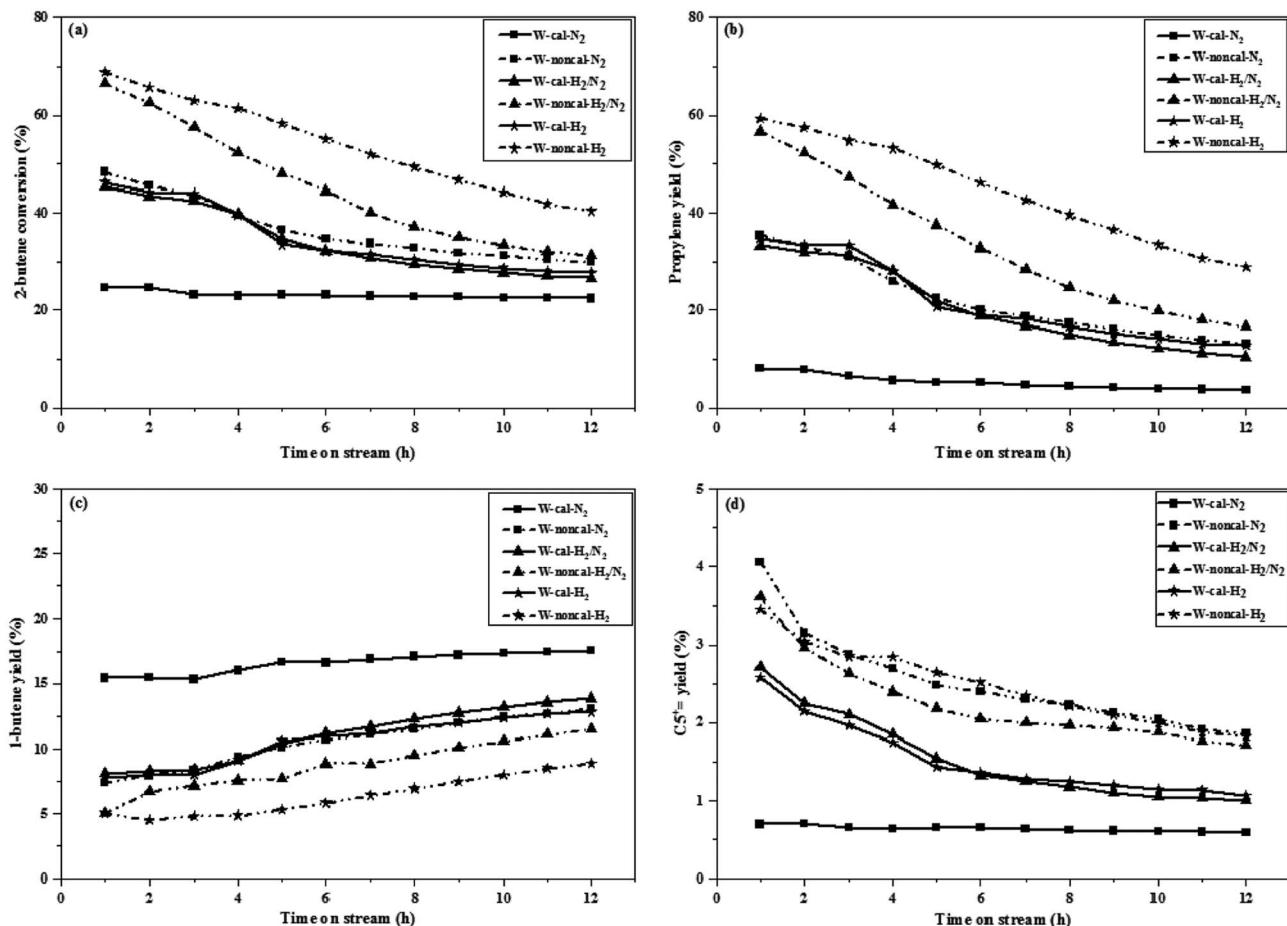 (a)
W-cal-N2
W-noncal-N2
W-cal-H2/N2
W-noncal-H2/N2
W-cal-H2
W-noncal-H2
2-butene conversion (%)
80
60
40
20
0
0 2 4 6 8 10 12
Time on stream (h)
(b)
W-cal-N2
W-noncal-N2
W-cal-H2/N2
W-noncal-H2/N2
W-cal-H2
W-noncal-H2
Propylene yield (%)
80
60
40
20
0
0 2 4 6 8 10 12
Time on stream (h)
(c)
W-cal-N2
W-noncal-N2
W-cal-H2/N2
W-noncal-H2/N2
W-cal-H2
W-noncal-H2
1-butene yield (%)
30
25
20
15
10
5
0
0 2 4 6 8 10 12
Time on stream (h)
(d)
W-cal-N2
W-noncal-N2
W-cal-H2/N2
W-noncal-H2/N2
W-cal-H2
W-noncal-H2
C5+= yield (%)
5
4
3
2
1
0
0 2 4 6 8 10 12
Time on stream (h)